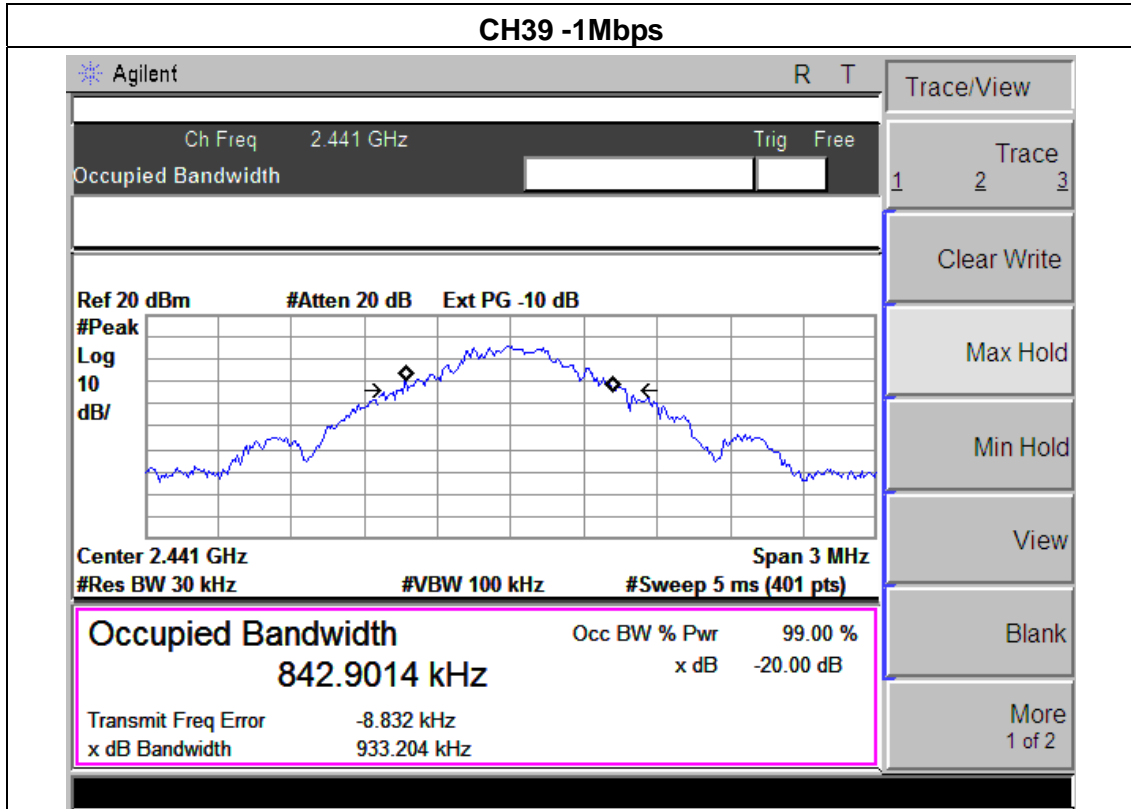 CH39 -1Mbps
Agilent R T
Trace/View
Ch Freq 2.441 GHz Trig Free
Occupied Bandwidth
Trace
1 2 3
Clear Write
Ref 20 dBm #Atten 20 dB Ext PG -10 dB
#Peak
Log
10
dB/
Max Hold
Min Hold
View
Center 2.441 GHz Span 3 MHz
#Res BW 30 kHz #VBW 100 kHz #Sweep 5 ms (401 pts)
Occupied Bandwidth Occ BW % Pwr 99.00 %
842.9014 kHz x dB -20.00 dB
Blank
Transmit Freq Error -8.832 kHz
x dB Bandwidth 933.204 kHz
More
1 of 2